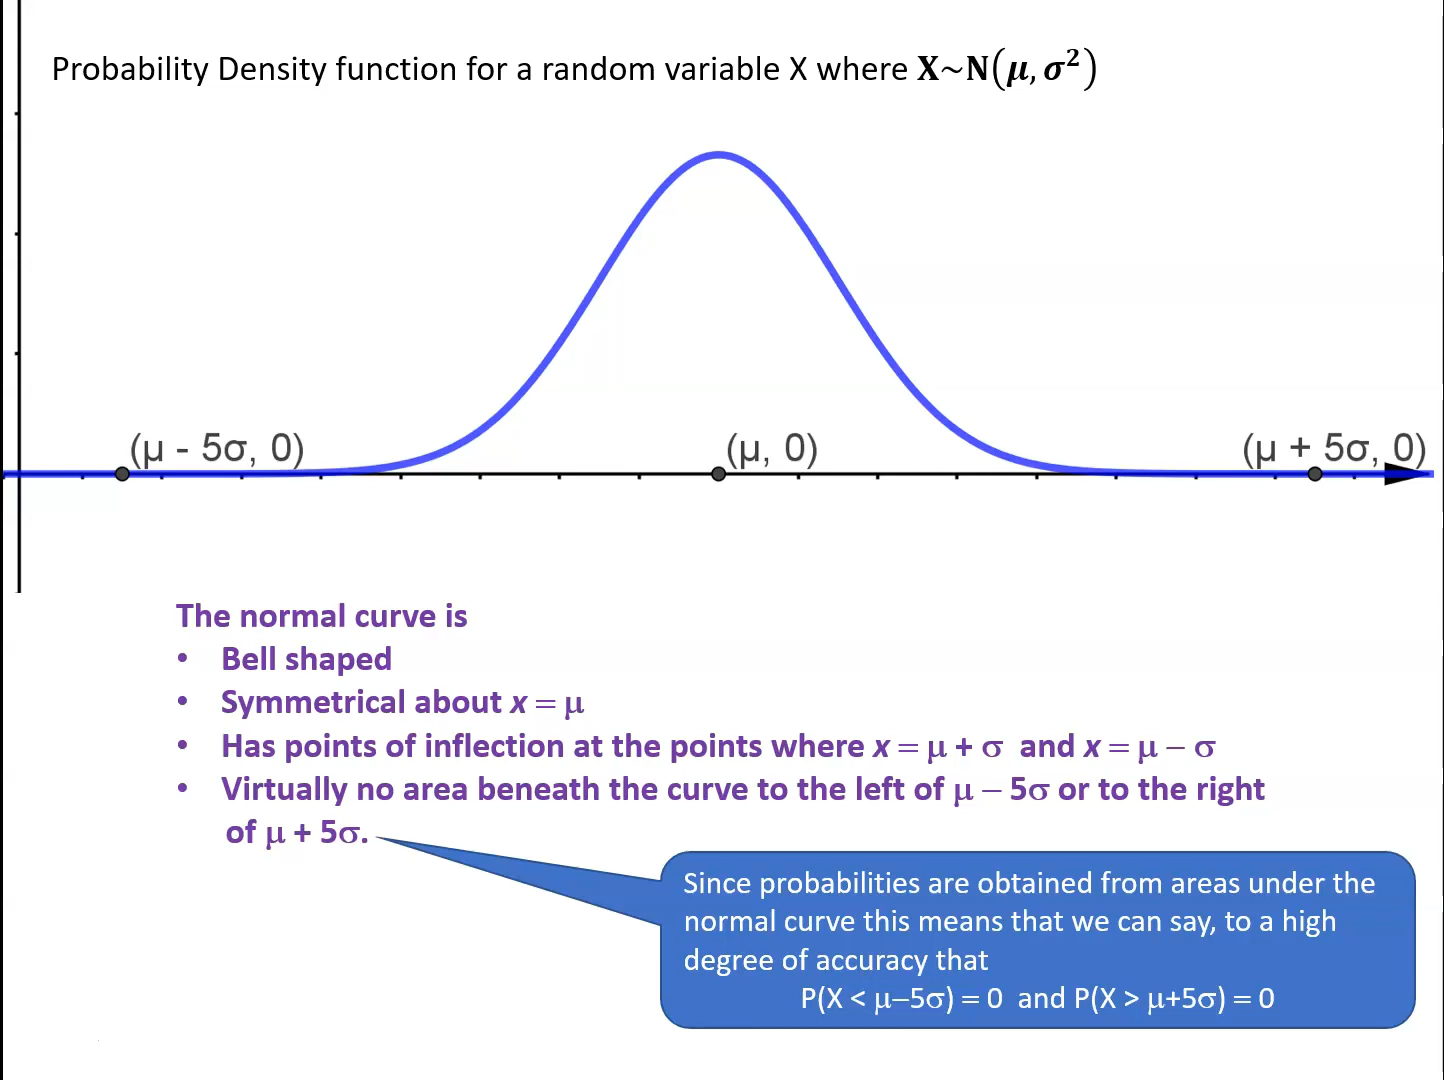 Probability Density function for a random variable X where X~N(μ, σ²)
(μ - 5σ, 0)
(μ, 0)
(μ + 5σ, 0)
The normal curve is
• Bell shaped
• Symmetrical about x = μ
• Has points of inflection at the points where x = μ + σ and x = μ − σ
• Virtually no area beneath the curve to the left of μ − 5σ or to the right
of μ + 5σ.
Since probabilities are obtained from areas under the
normal curve this means that we can say, to a high
degree of accuracy that
P(X < μ−5σ) = 0 and P(X > μ+5σ) = 0